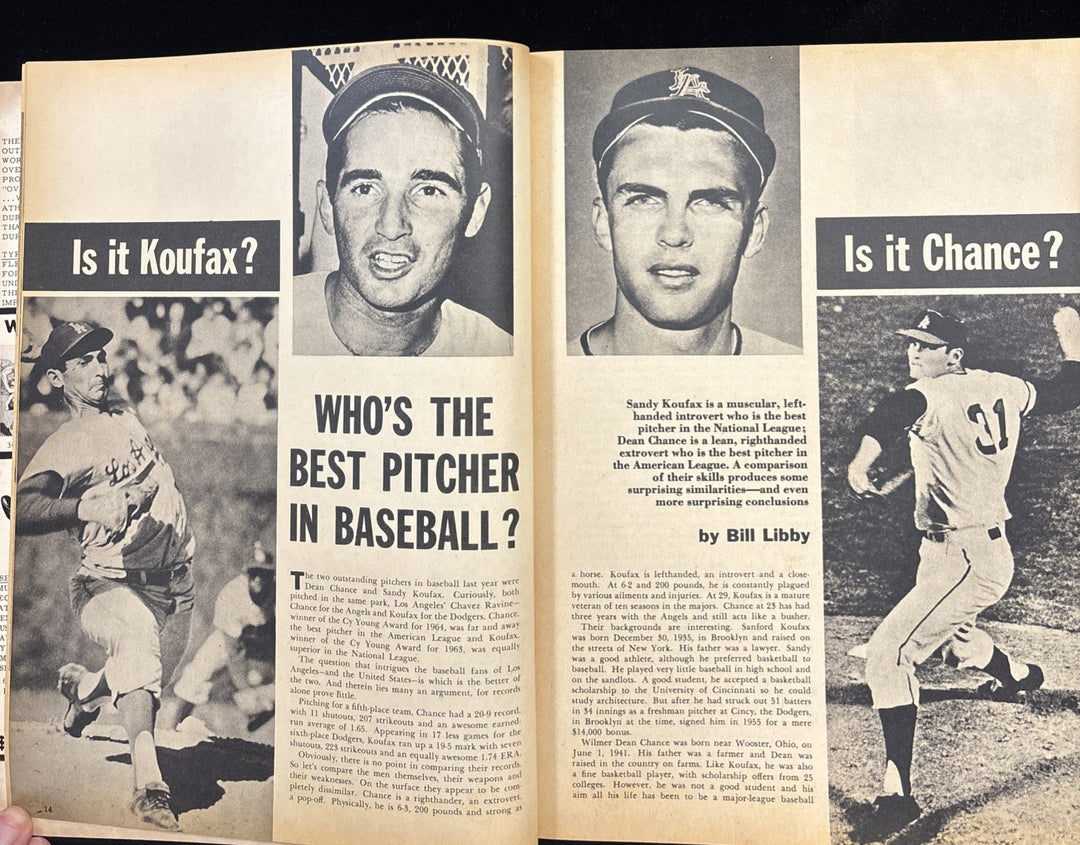 THE
OUT
WOR
OVE
PRO
"OV
ATH
DUR
THA
DUR
TYP
FLE
FOR
UNI
THI
IMP
Is it Koufax?
Los A
WHO'S THE
BEST PITCHER
IN BASEBALL?
The two outstanding pitchers in baseball last year were
Dean Chance and Sandy Koufax. Curiously, both
pitched in the same park, Los Angeles' Chavez Ravine—
Chance for the Angels and Koufax for the Dodgers. Chance,
winner of the Cy Young Award for 1964, was far and away
the best pitcher in the American League and Koufax,
winner of the Cy Young Award for 1963, was equally
superior in the National League.
The question that intrigues the baseball fans of Los
Angeles—and the United States—is which is the better of
the two. And therein lies many an argument, for records
alone prove little.
Pitching for a fifth-place team, Chance had a 20-9 record,
with 11 shutouts, 207 strikeouts and an awesome earned-
run average of 1.65. Appearing in 17 less games for the
sixth-place Dodgers, Koufax ran up a 19-5 mark with seven
shutouts, 223 strikeouts and an equally awesome 1.74 ERA.
Obviously, there is no point in comparing their records.
So let's compare the men themselves, their weapons and
their weaknesses. On the surface they appear to be com-
pletely dissimilar. Chance is a righthander, an extrovert,
a pop-off. Physically, he is 6-3, 200 pounds and strong as
14
LA
Is it Chance?
A
31
Sandy Koufax is a muscular, left-
handed introvert who is the best
pitcher in the National League;
Dean Chance is a lean, righthanded
extrovert who is the best pitcher in
the American League. A comparison
of their skills produces some
surprising similarities—and even
more surprising conclusions
by Bill Libby
a horse. Koufax is lefthanded, an introvert and a close-
mouth. At 6-2 and 200 pounds, he is constantly plagued
by various ailments and injuries. At 29, Koufax is a mature
veteran of ten seasons in the majors. Chance at 23 has had
three years with the Angels and still acts like a busher.
Their backgrounds are interesting. Sanford Koufax
was born December 30, 1935, in Brooklyn and raised on
the streets of New York. His father was a lawyer. Sandy
was a good athlete, although he preferred basketball to
baseball. He played very little baseball in high school and
on the sandlots. A good student, he accepted a basketball
scholarship to the University of Cincinnati so he could
study architecture. But after he had struck out 51 batters
in 34 innings as a freshman pitcher at Cincy, the Dodgers,
in Brooklyn at the time, signed him in 1955 for a mere
$14,000 bonus.
Wilmer Dean Chance was born near Wooster, Ohio, on
June 1, 1941. His father was a farmer and Dean was
raised in the country on farms. Like Koufax, he was also
a fine basketball player, with scholarship offers from 25
colleges. However, he was not a good student and his
aim all his life has been to be a major-league baseball